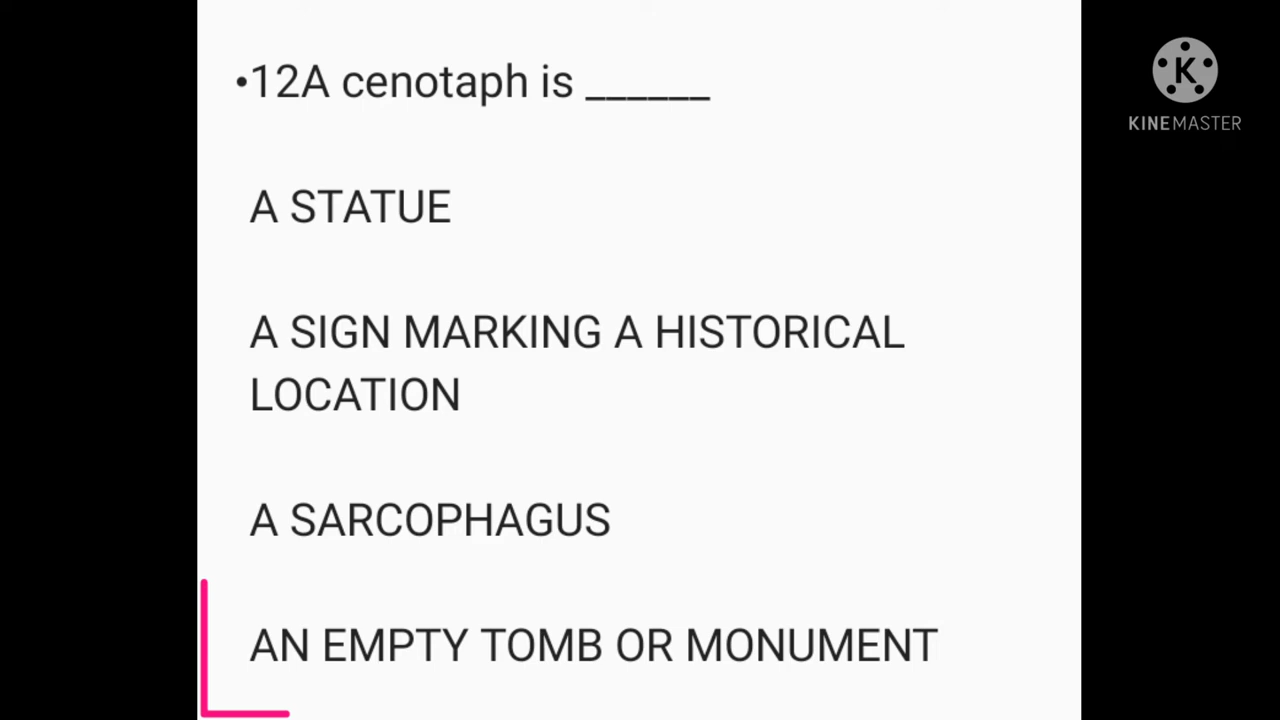 •12A cenotaph is ______
A STATUE
A SIGN MARKING A HISTORICAL
LOCATION
A SARCOPHAGUS
AN EMPTY TOMB OR MONUMENT
K
KINEMASTER